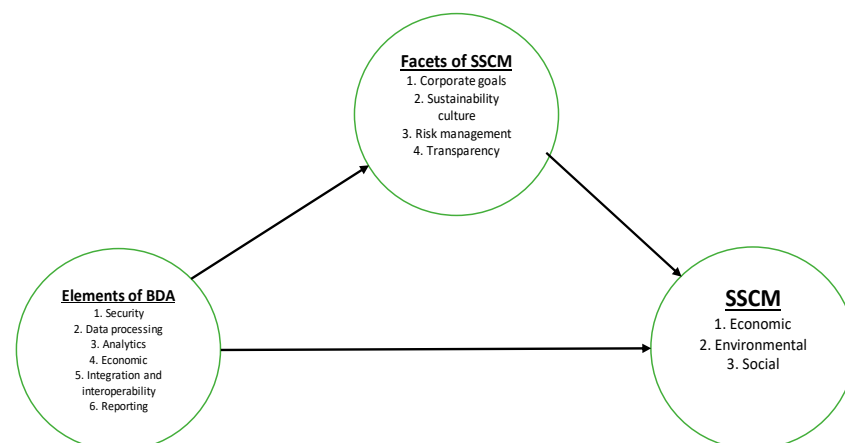 Facets of SSCM
1. Corporate goals
2. Sustainability
culture
3. Risk management
4. Transparency
Elements of BDA
1. Security
2. Data processing
3. Analytics
4. Economic
5. Integration and
interoperability
6. Reporting
SSCM
1. Economic
2. Environmental
3. Social